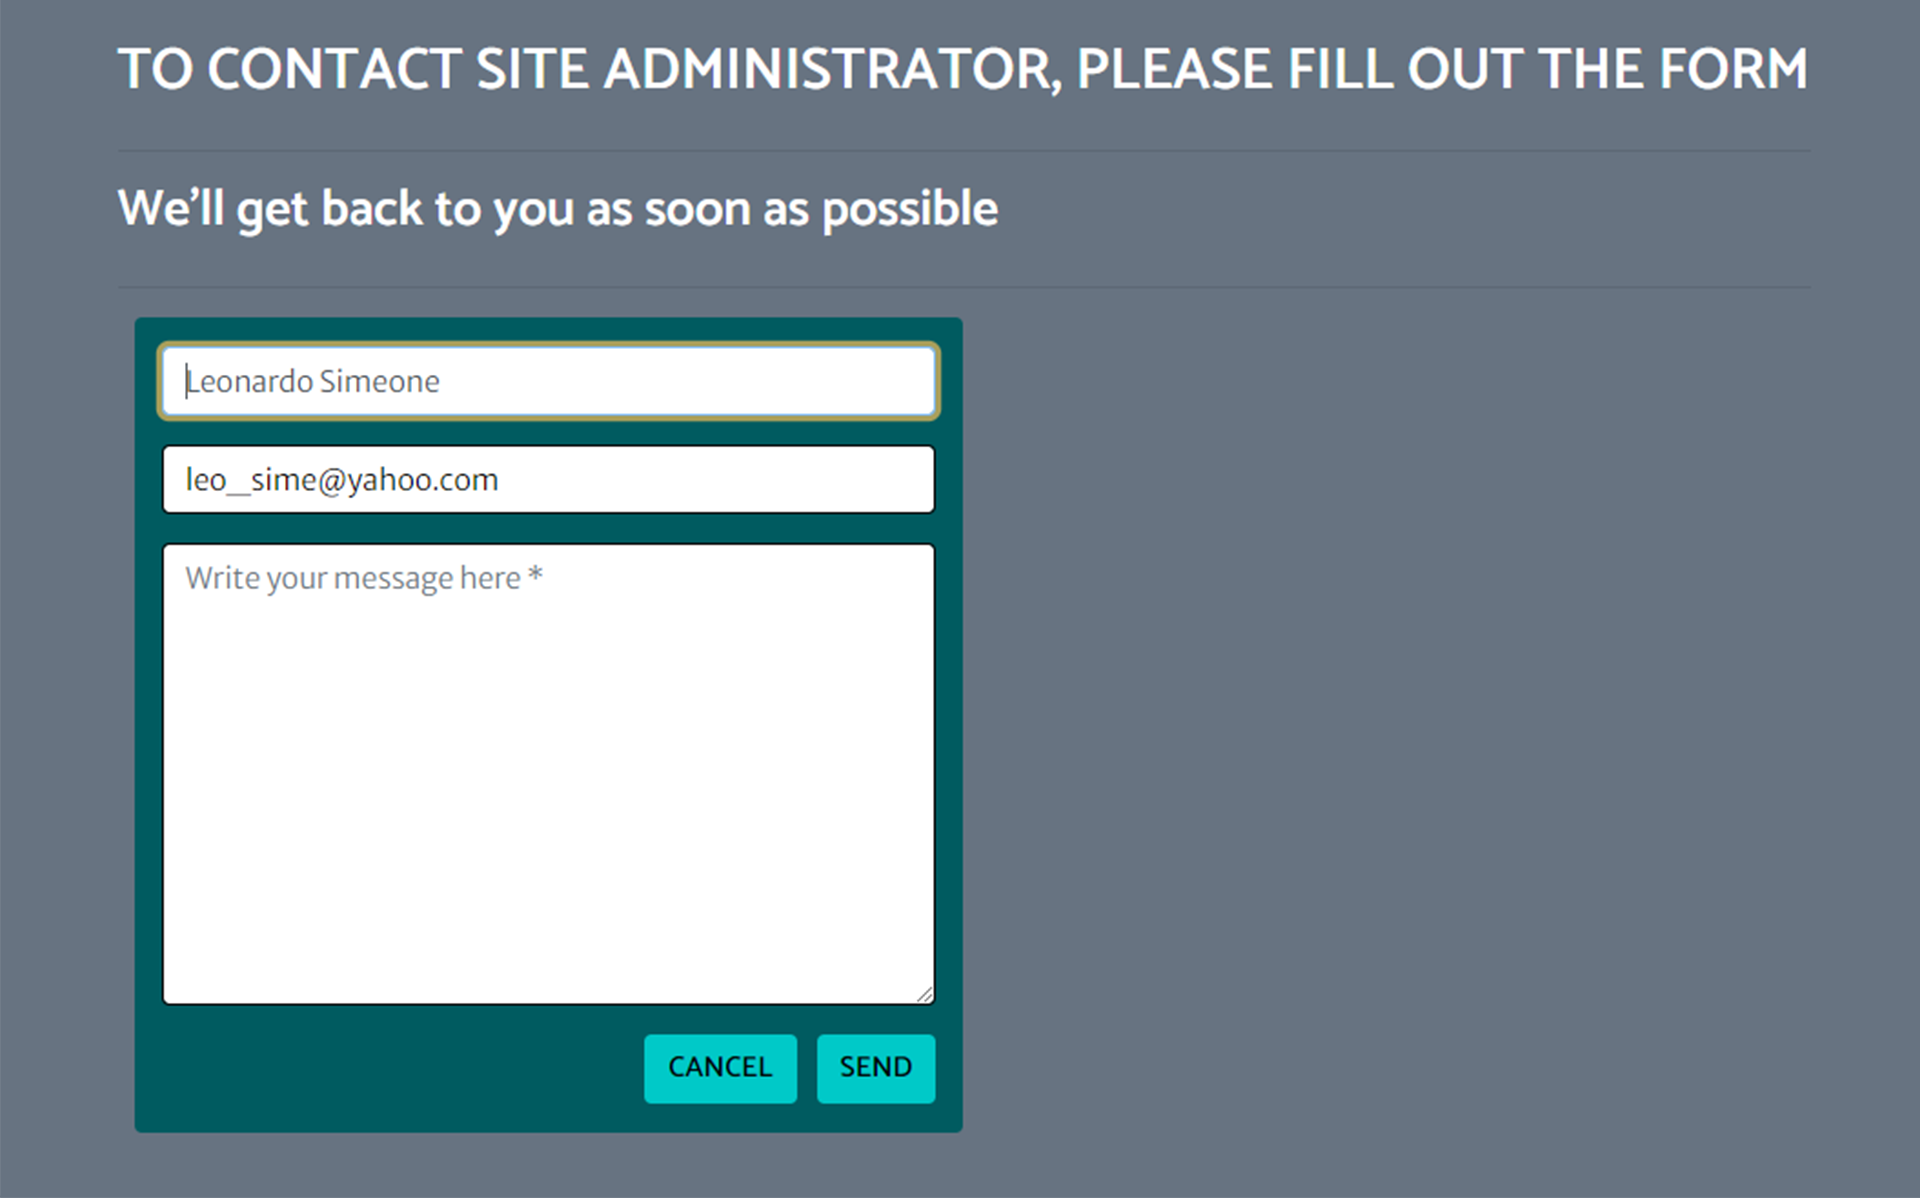 TO CONTACT SITE ADMINISTRATOR, PLEASE FILL OUT THE FORM
We'll get back to you as soon as possible
Leonardo Simeone
leo__sime@yahoo.com
Write your message here *
CANCEL SEND